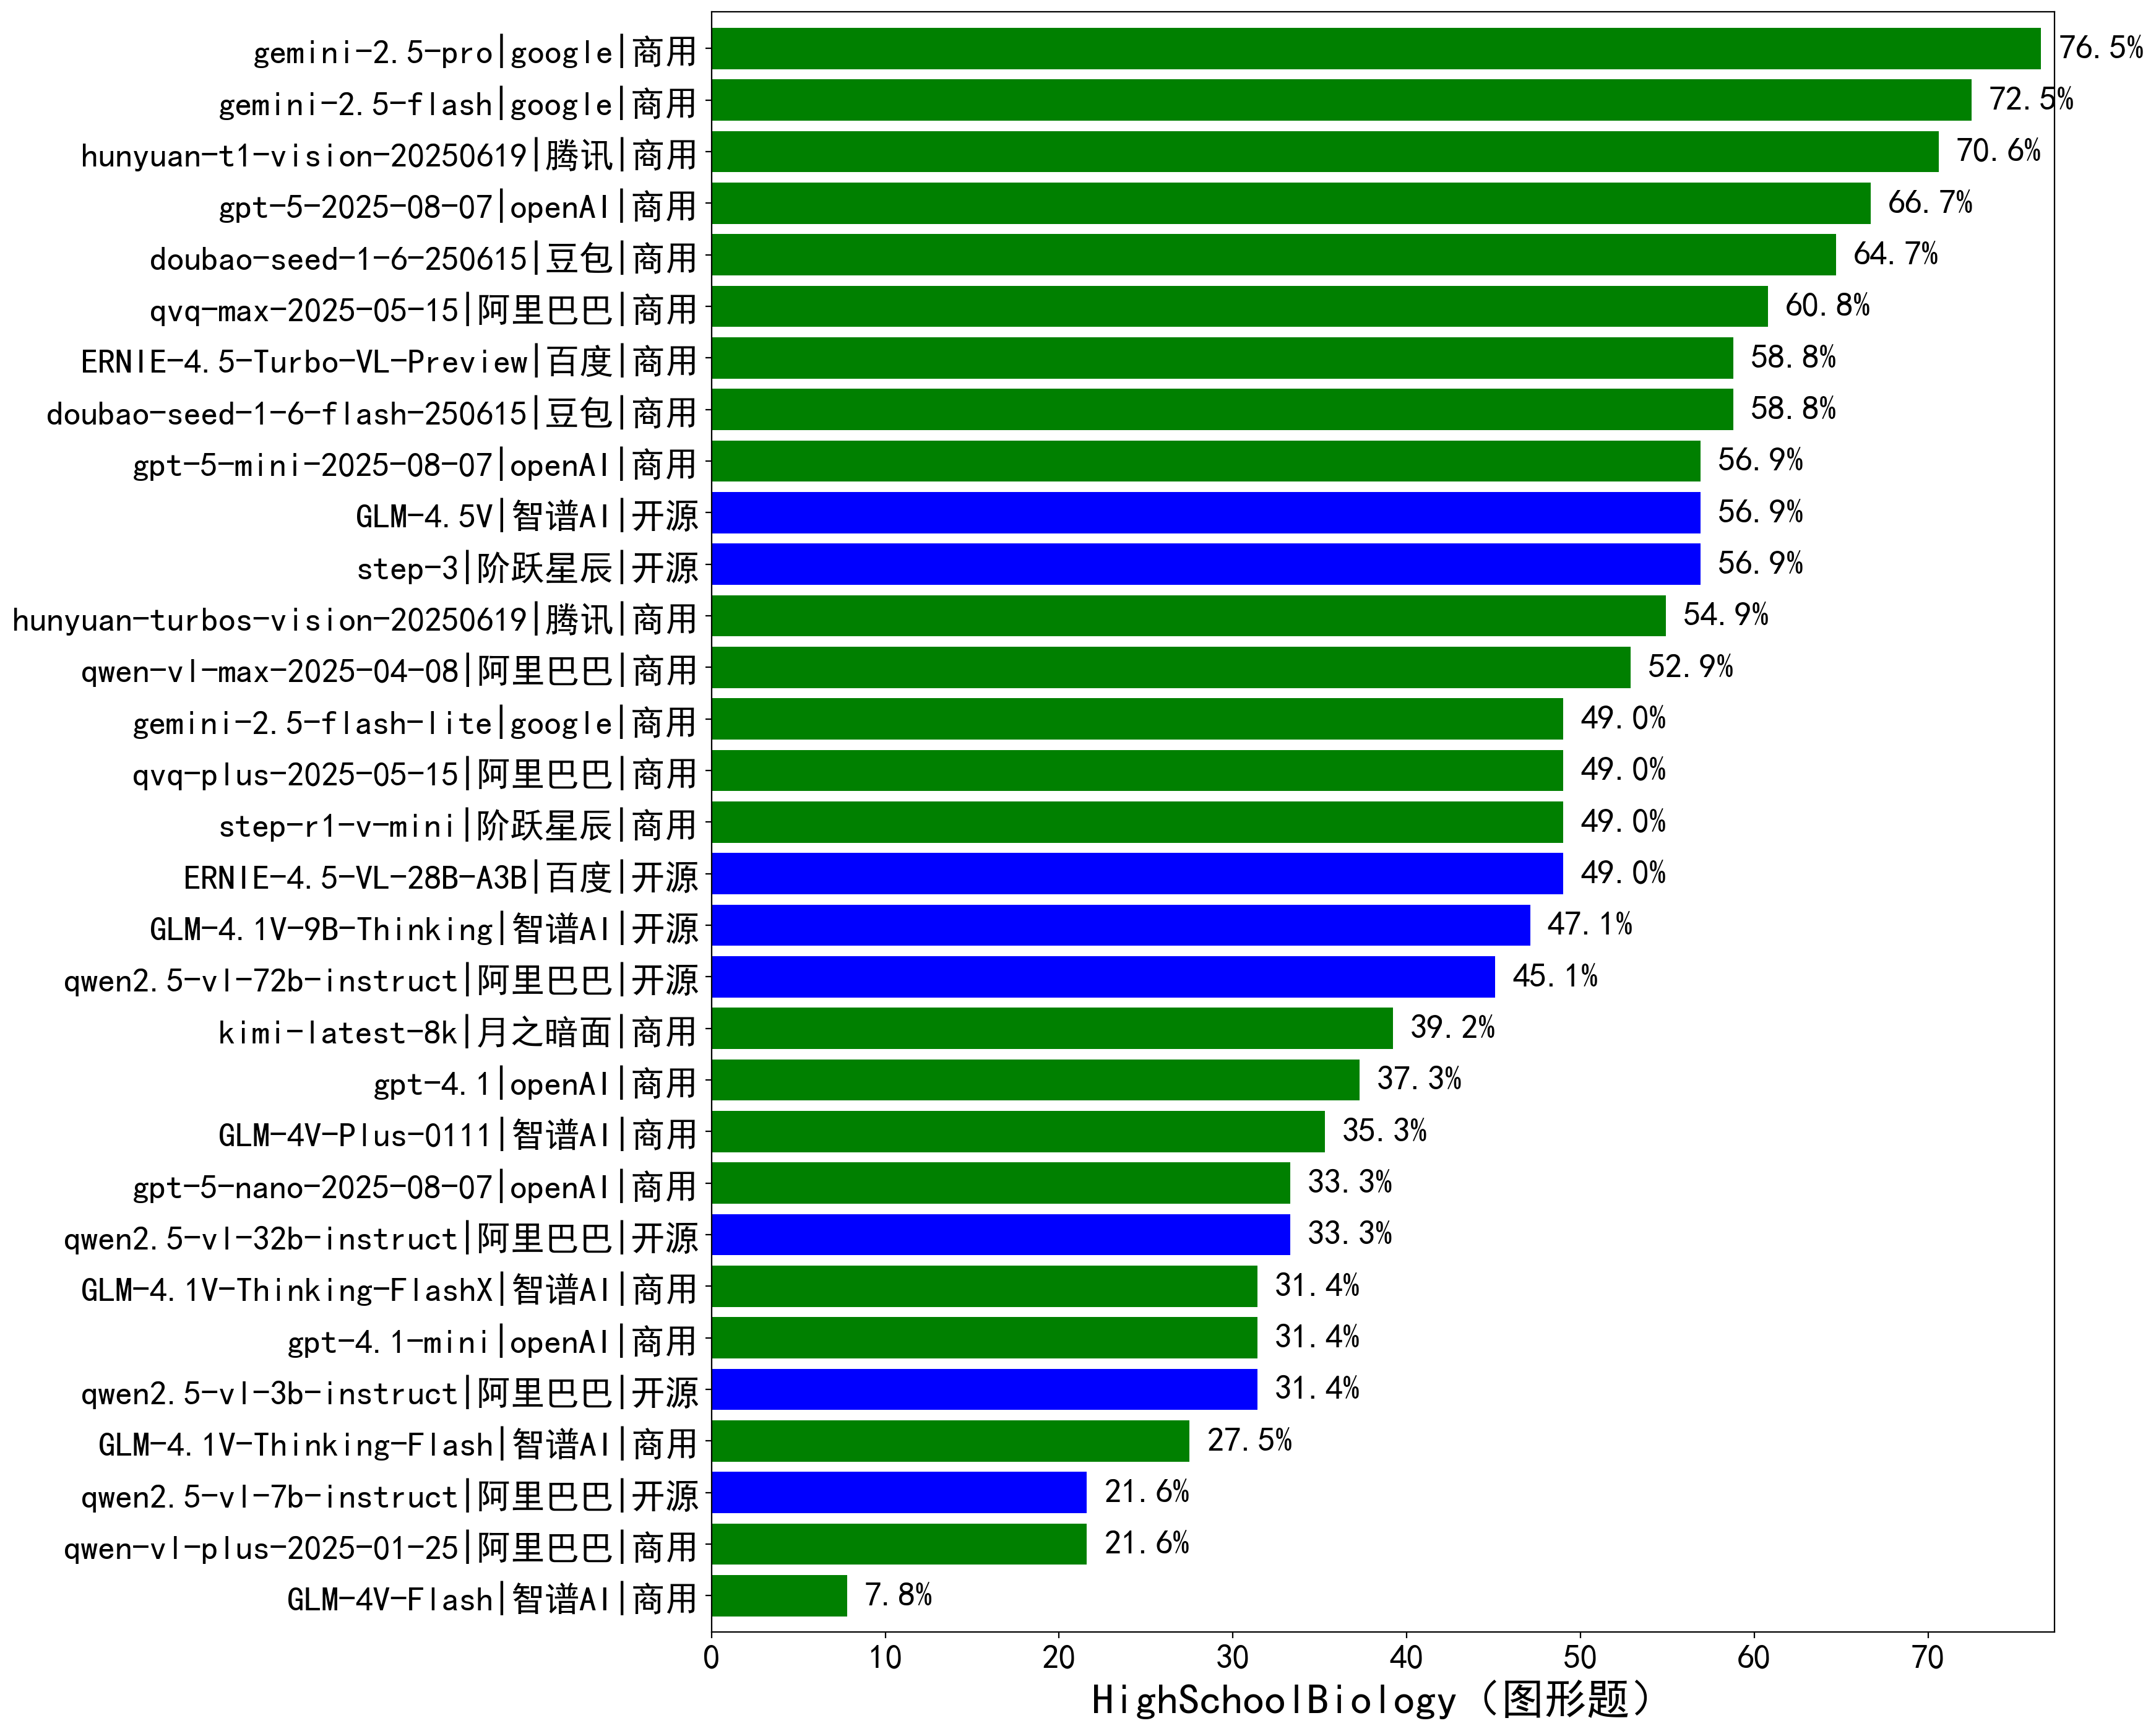 gemini-2.5-pro|google|商用 76.5%
gemini-2.5-flash|google|商用 72.5%
hunyuan-t1-vision-20250619|腾讯|商用 70.6%
gpt-5-2025-08-07|openAI|商用 66.7%
doubao-seed-1-6-250615|豆包|商用 64.7%
qvq-max-2025-05-15|阿里巴巴|商用 60.8%
ERNIE-4.5-Turbo-VL-Preview|百度|商用 58.8%
doubao-seed-1-6-flash-250615|豆包|商用 58.8%
gpt-5-mini-2025-08-07|openAI|商用 56.9%
GLM-4.5V|智谱AI|开源 56.9%
step-3|阶跃星辰|开源 56.9%
hunyuan-turbos-vision-20250619|腾讯|商用 54.9%
qwen-vl-max-2025-04-08|阿里巴巴|商用 52.9%
gemini-2.5-flash-lite|google|商用 49.0%
qvq-plus-2025-05-15|阿里巴巴|商用 49.0%
step-r1-v-mini|阶跃星辰|商用 49.0%
ERNIE-4.5-VL-28B-A3B|百度|开源 49.0%
GLM-4.1V-9B-Thinking|智谱AI|开源 47.1%
qwen2.5-vl-72b-instruct|阿里巴巴|开源 45.1%
kimi-latest-8k|月之暗面|商用 39.2%
gpt-4.1|openAI|商用 37.3%
GLM-4V-Plus-0111|智谱AI|商用 35.3%
gpt-5-nano-2025-08-07|openAI|商用 33.3%
qwen2.5-vl-32b-instruct|阿里巴巴|开源 33.3%
GLM-4.1V-Thinking-FlashX|智谱AI|商用 31.4%
gpt-4.1-mini|openAI|商用 31.4%
qwen2.5-vl-3b-instruct|阿里巴巴|开源 31.4%
GLM-4.1V-Thinking-Flash|智谱AI|商用 27.5%
qwen2.5-vl-7b-instruct|阿里巴巴|开源 21.6%
qwen-vl-plus-2025-01-25|阿里巴巴|商用 21.6%
GLM-4V-Flash|智谱AI|商用 7.8%
0 10 20 30 40 50 60 70
HighSchoolBiology（图形题）